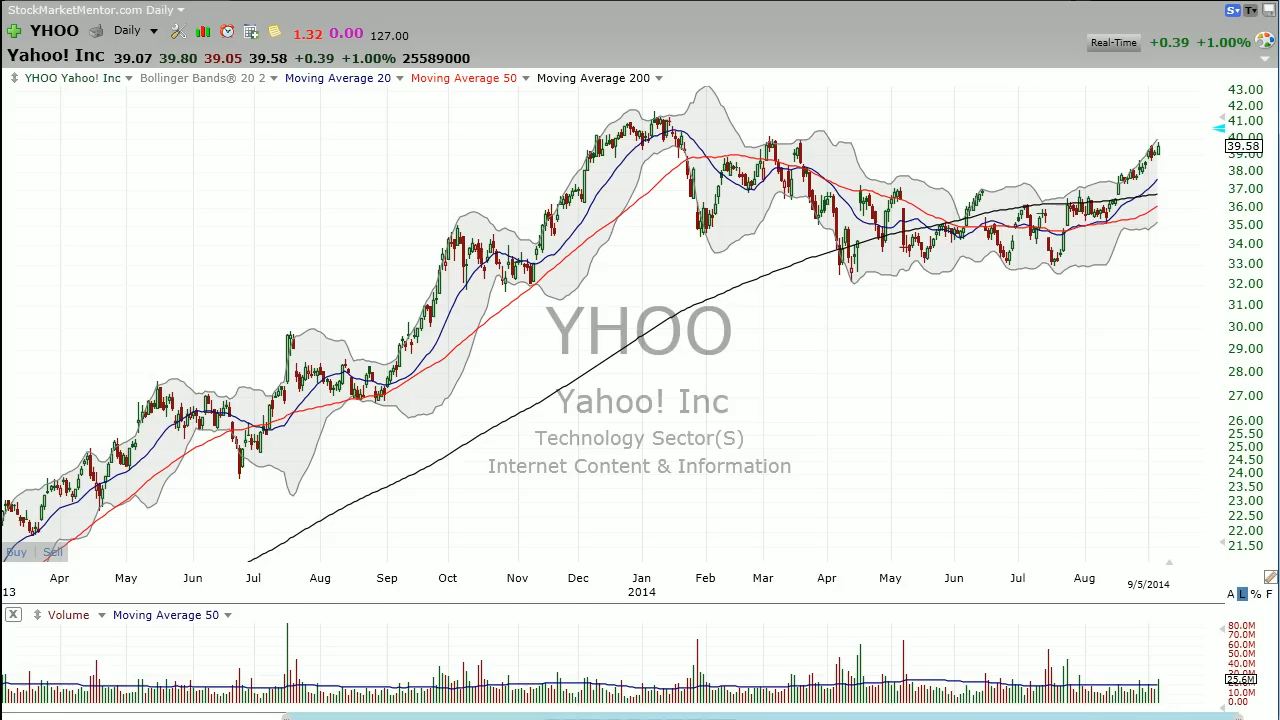 StockMarketMentor.com Daily
YHOO Daily 1.32 0.00 127.00
S T
Yahoo! Inc 39.07 39.80 39.05 39.58 +0.39 +1.00% 25589000
Real-Time +0.39 +1.00%
YHOO Yahoo! Inc Bollinger Bands® 20 2 Moving Average 20 Moving Average 50 Moving Average 200
43.00
42.00
41.00
40.00
39.58
39.00
38.00
37.00
36.00
35.00
34.00
33.00
32.00
31.00
30.00
29.00
28.00
27.00
26.00
25.50
25.00
24.50
24.00
23.50
23.00
22.50
22.00
21.50
YHOO
Yahoo! Inc
Technology Sector(S)
Internet Content & Information
Buy Sell
Apr May Jun Jul Aug Sep Oct Nov Dec Jan Feb Mar Apr May Jun Jul Aug 9/5/2014
13 2014
A L % F
X Volume Moving Average 50
80.0M
70.0M
60.0M
50.0M
40.0M
25.6M
10.0M
0.00